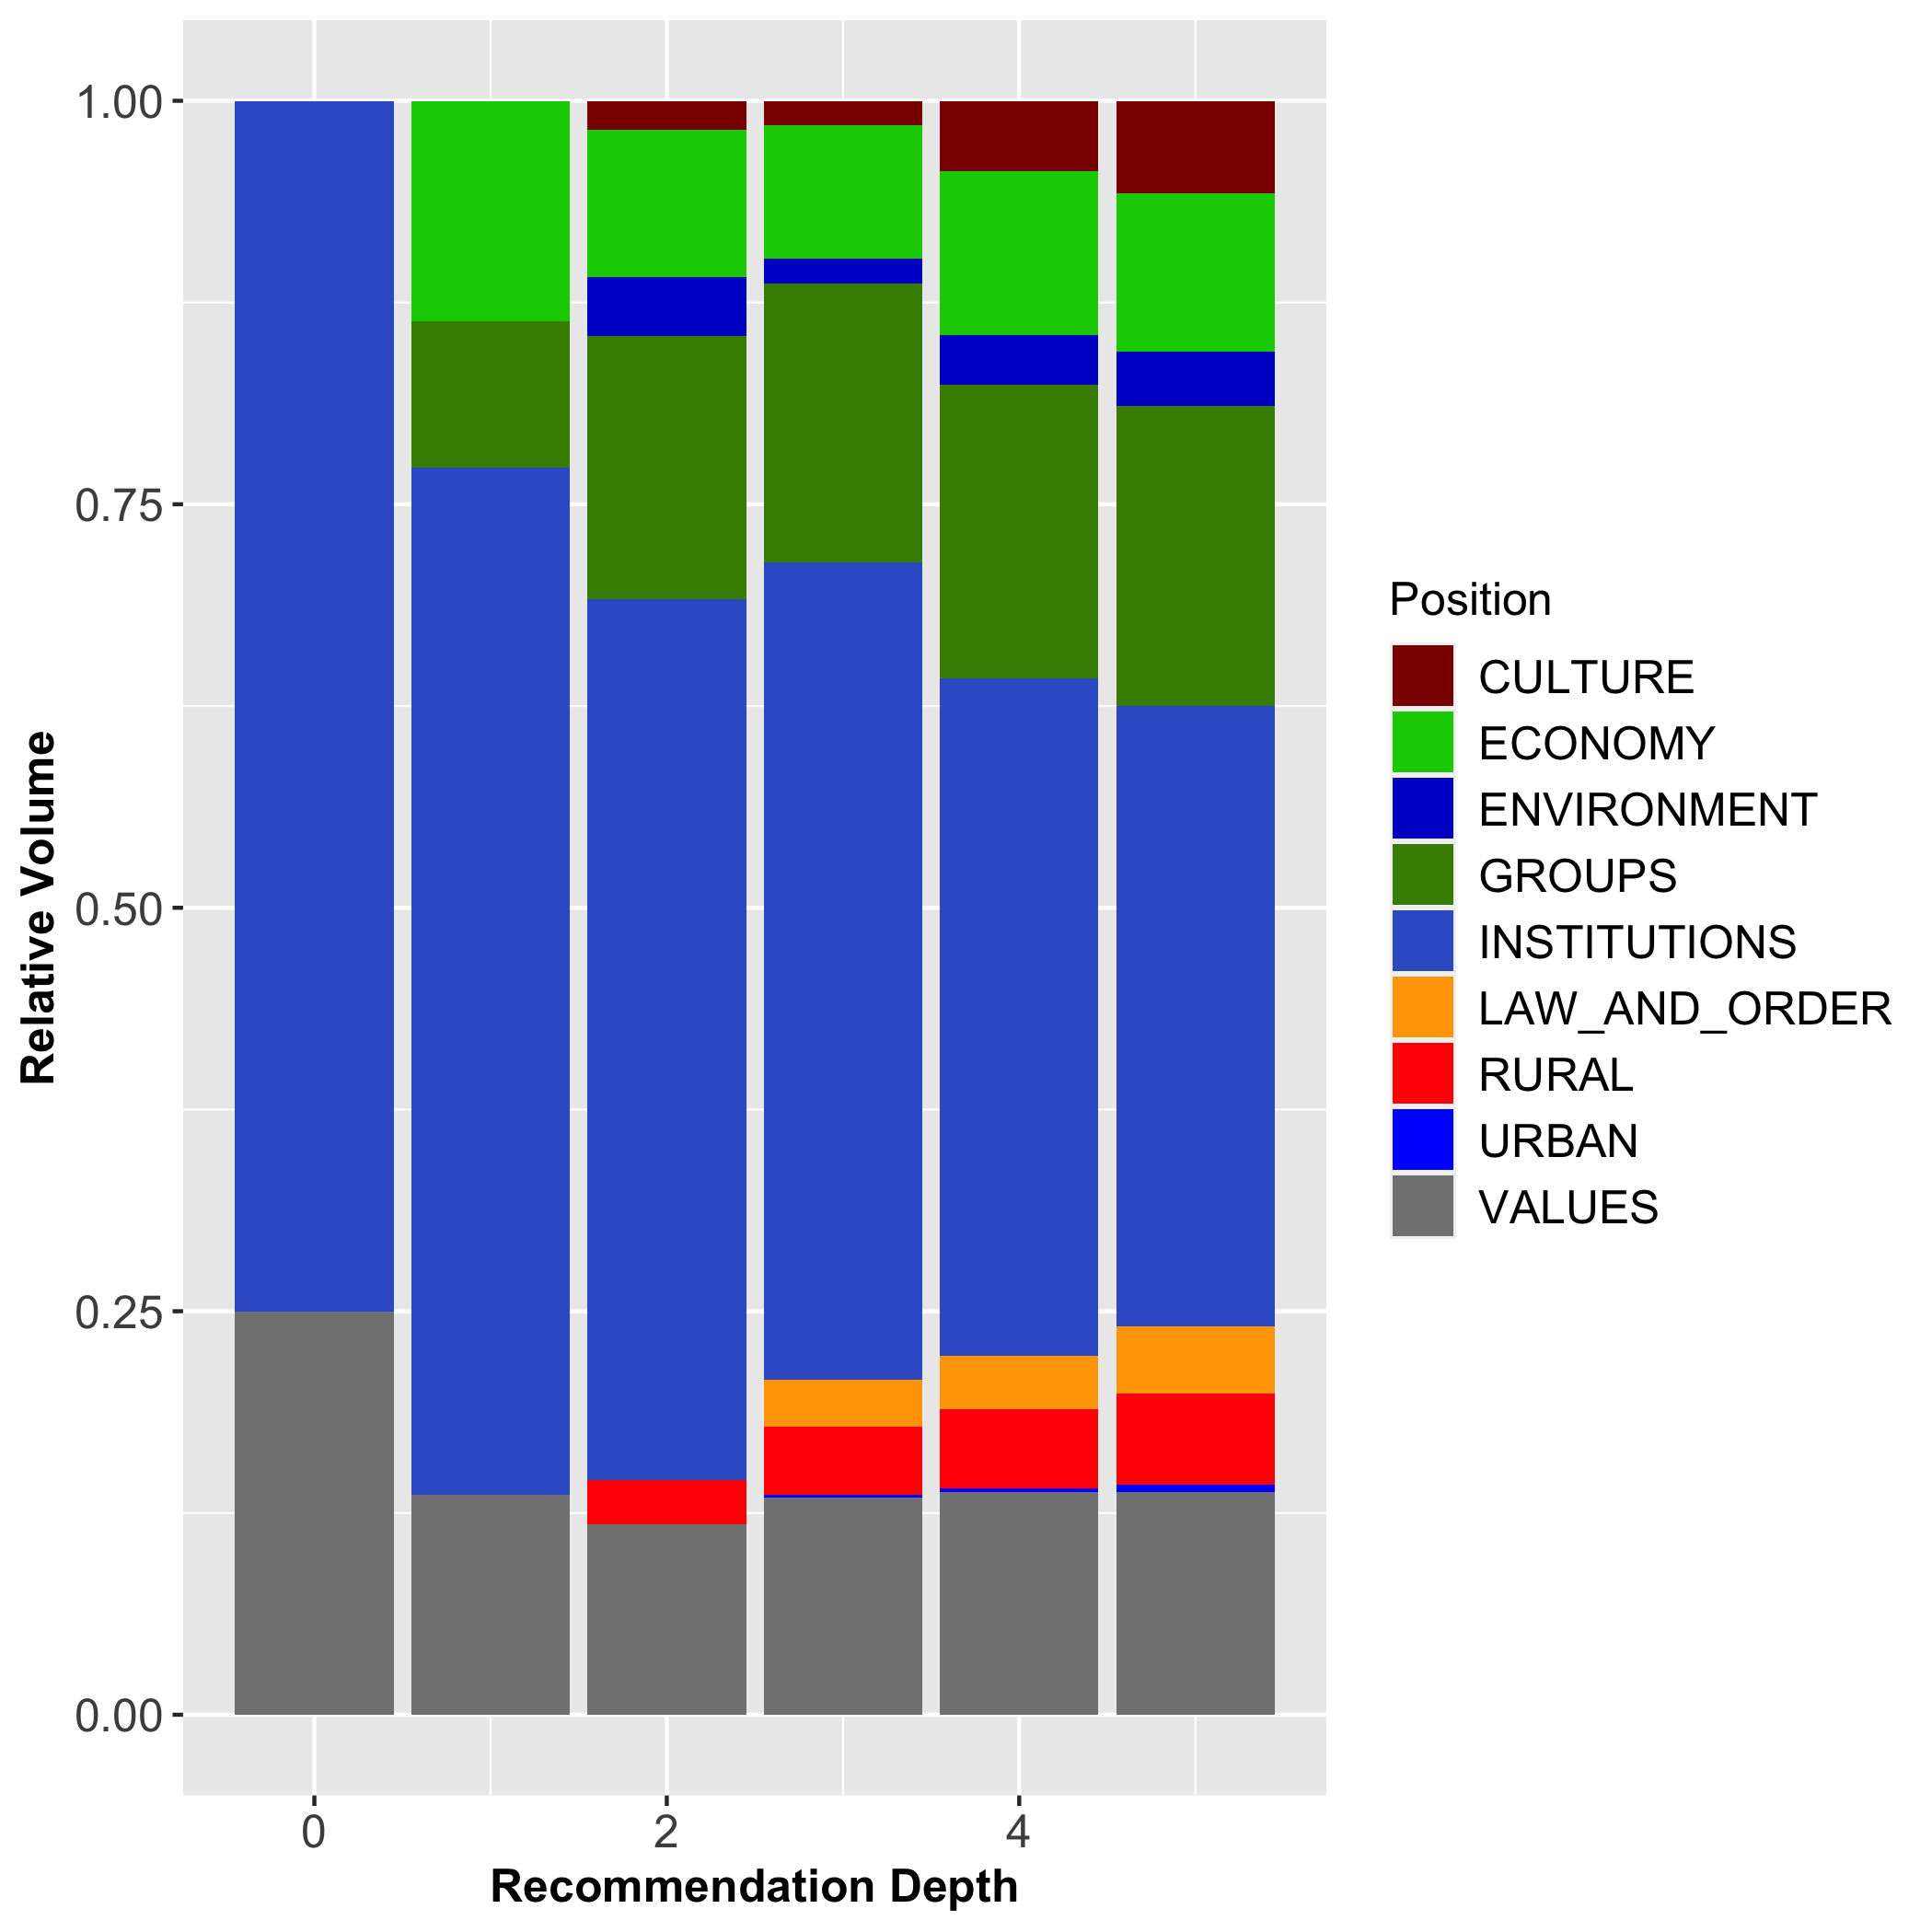 1.00
0.75
0.50
0.25
0.00
Relative Volume
0
2
4
Recommendation Depth
Position
CULTURE
ECONOMY
ENVIRONMENT
GROUPS
INSTITUTIONS
LAW_AND_ORDER
RURAL
URBAN
VALUES